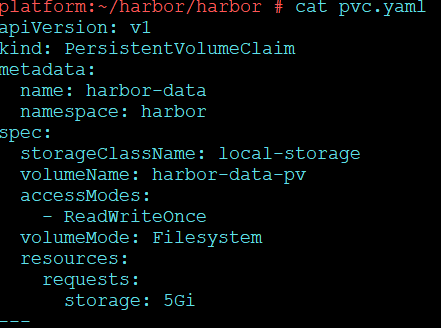 platform:~/harbor/harbor # cat pvc.yaml
apiVersion: v1
kind: PersistentVolumeClaim
metadata:
  name: harbor-data
  namespace: harbor
spec:
  storageClassName: local-storage
  volumeName: harbor-data-pv
  accessModes:
    - ReadWriteOnce
  volumeMode: Filesystem
  resources:
    requests:
      storage: 5Gi
---